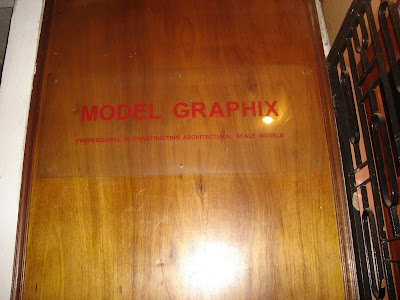 MODEL GRAPHIX
PROFESSIONAL IN CONSTRUCTING ARCHITECTURAL SCALE MODELS